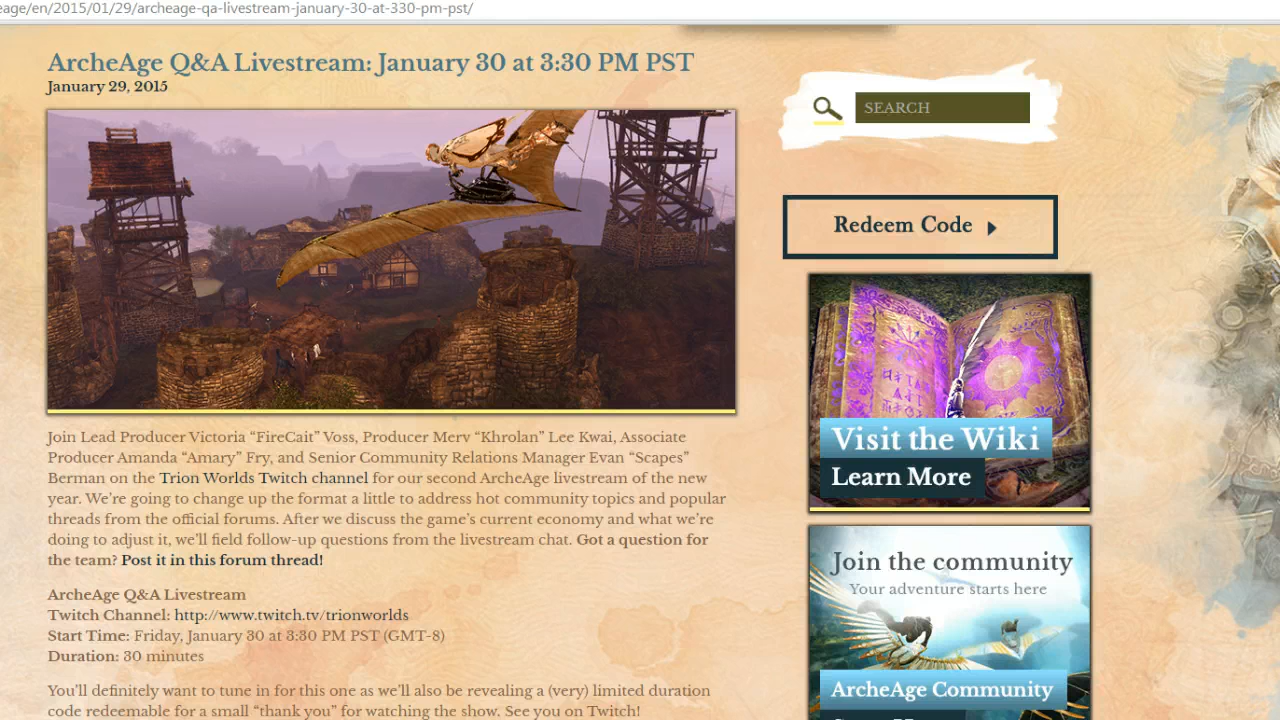 eage/en/2015/01/29/archeage-qa-livestream-january-30-at-330-pm-pst/
ArcheAge Q&A Livestream: January 30 at 3:30 PM PST
January 29, 2015
SEARCH
Redeem Code
Visit the Wiki
Learn More
Join Lead Producer Victoria “FireCait” Voss, Producer Merv “Khrolan” Lee Kwai, Associate
Producer Amanda “Amary” Fry, and Senior Community Relations Manager Evan “Scapes”
Berman on the Trion Worlds Twitch channel for our second ArcheAge livestream of the new
year. We’re going to change up the format a little to address hot community topics and popular
threads from the official forums. After we discuss the game’s current economy and what we’re
doing to adjust it, we’ll field follow-up questions from the livestream chat. Got a question for
the team? Post it in this forum thread!
ArcheAge Q&A Livestream
Twitch Channel: http://www.twitch.tv/trionworlds
Start Time: Friday, January 30 at 3:30 PM PST (GMT-8)
Duration: 30 minutes
You’ll definitely want to tune in for this one as we’ll also be revealing a (very) limited duration
code redeemable for a small “thank you” for watching the show. See you on Twitch!
Join the community
Your adventure starts here
ArcheAge Community